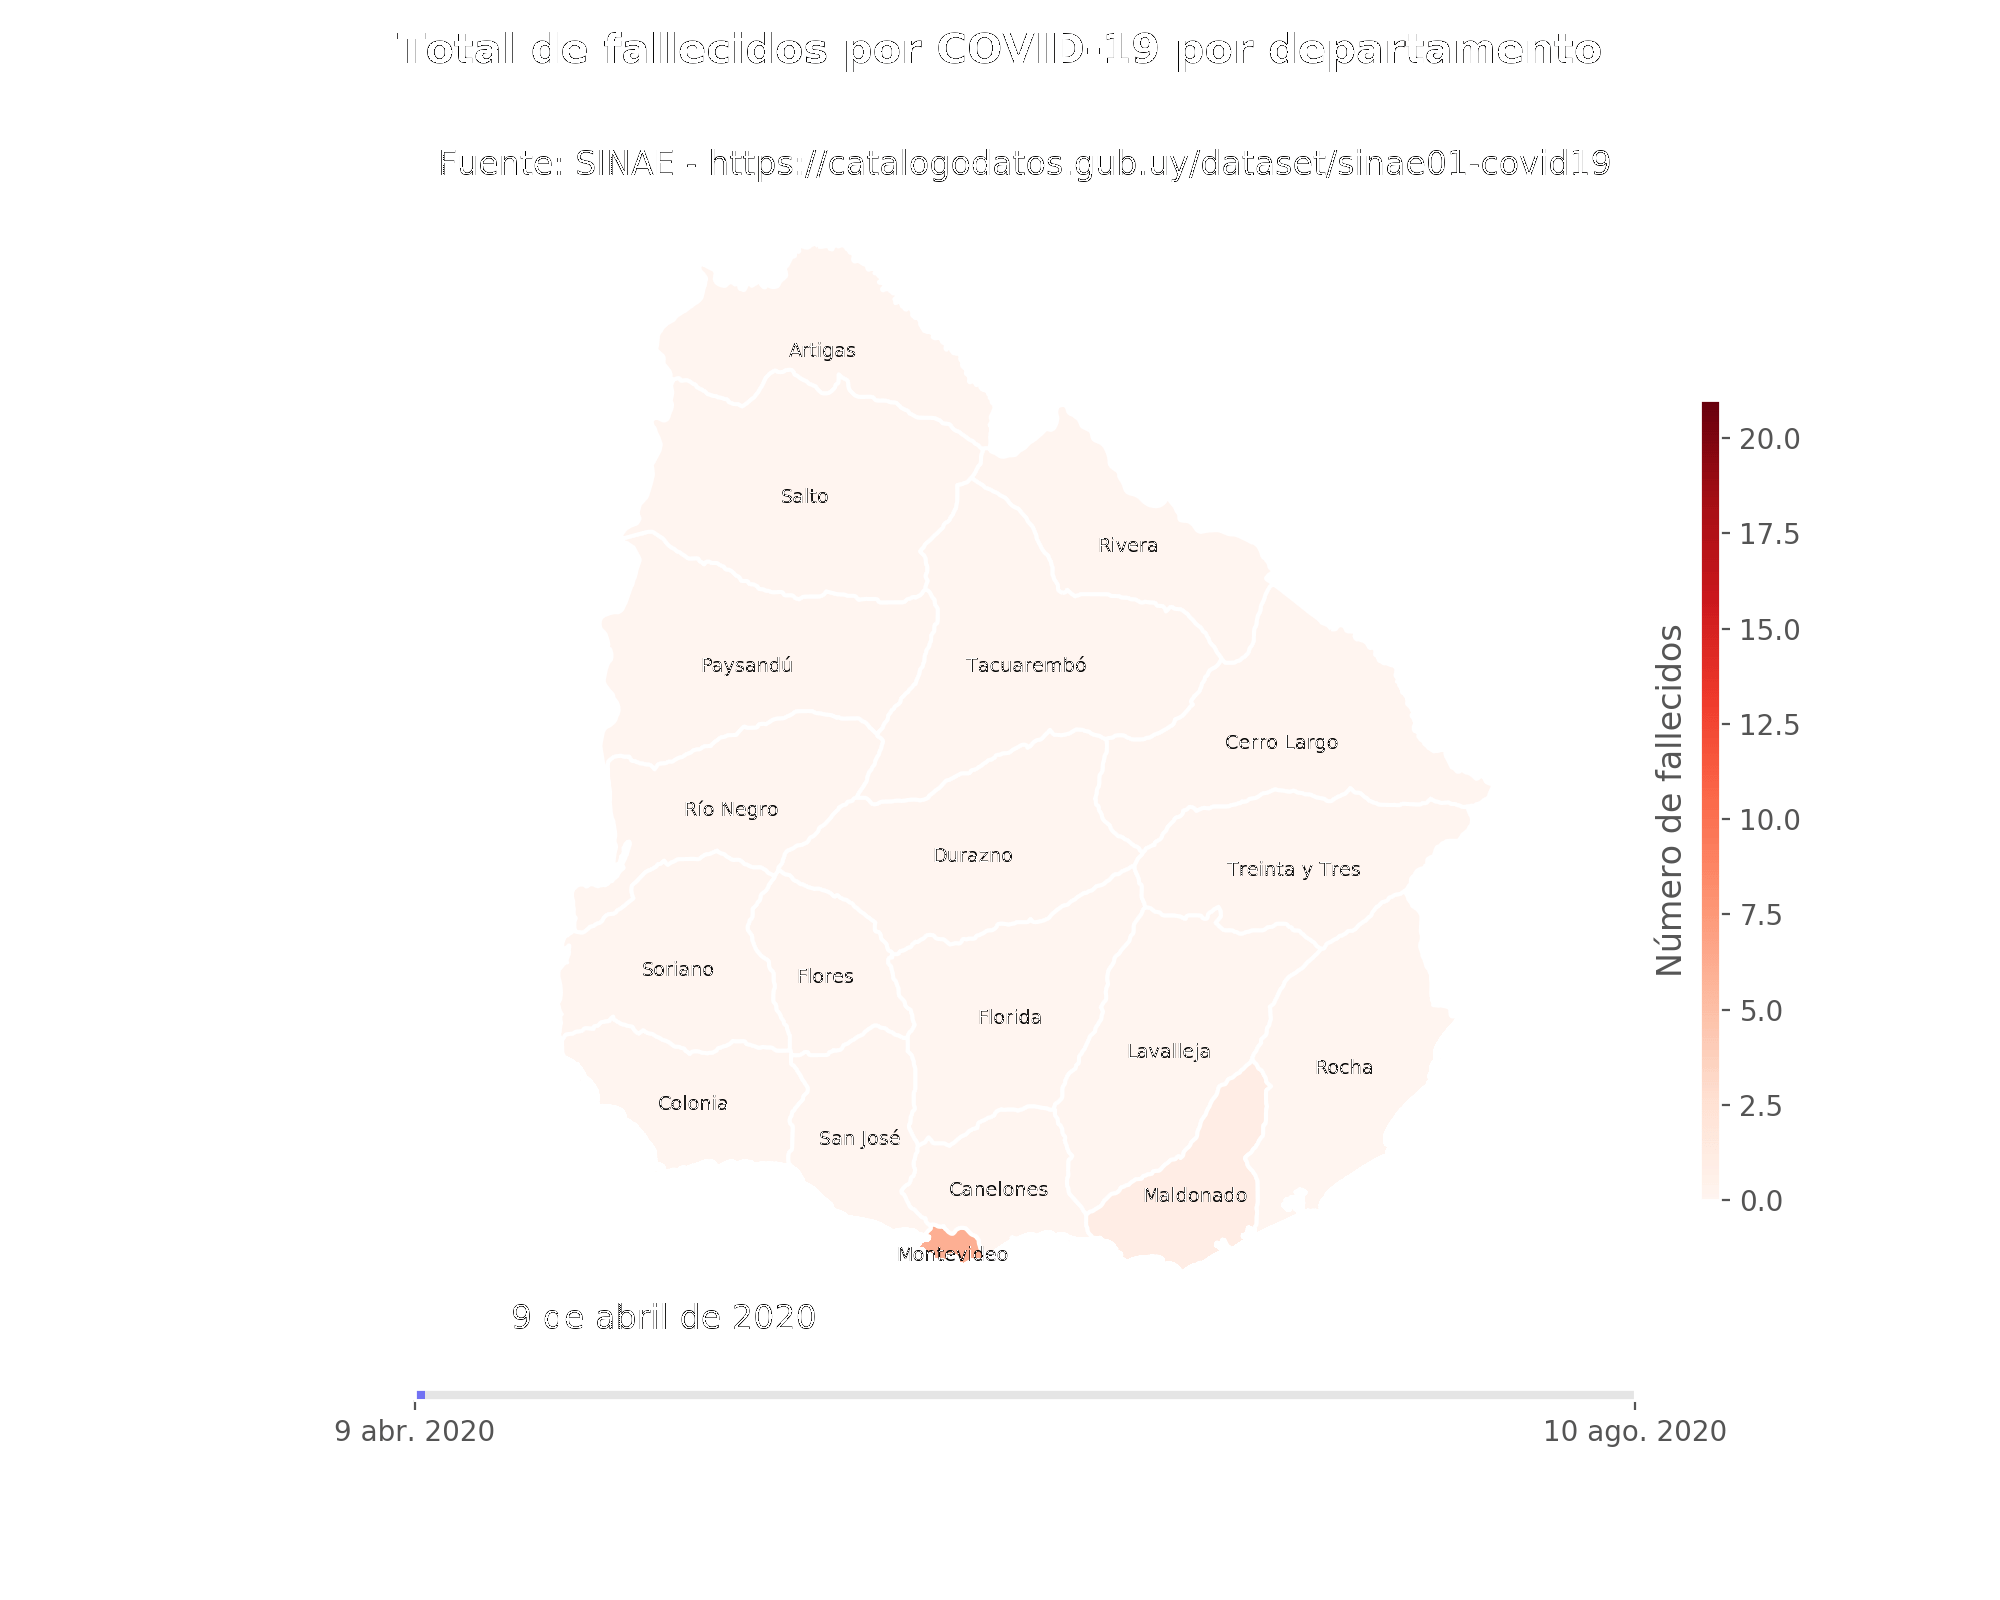 Total de fallecidos por COVID-19 por departamento
Fuente: SINAE - https://catalogodatos.gub.uy/dataset/sinae01-covid19
Artigas
Salto
Rivera
Paysandú
Tacuarembó
Cerro Largo
Río Negro
Durazno
Treinta y Tres
Soriano
Flores
Florida
Lavalleja
Rocha
Colonia
San José
Canelones
Maldonado
Montevideo
Número de fallecidos
20.0
17.5
15.0
12.5
10.0
7.5
5.0
2.5
0.0
9 de abril de 2020
9 abr. 2020
10 ago. 2020